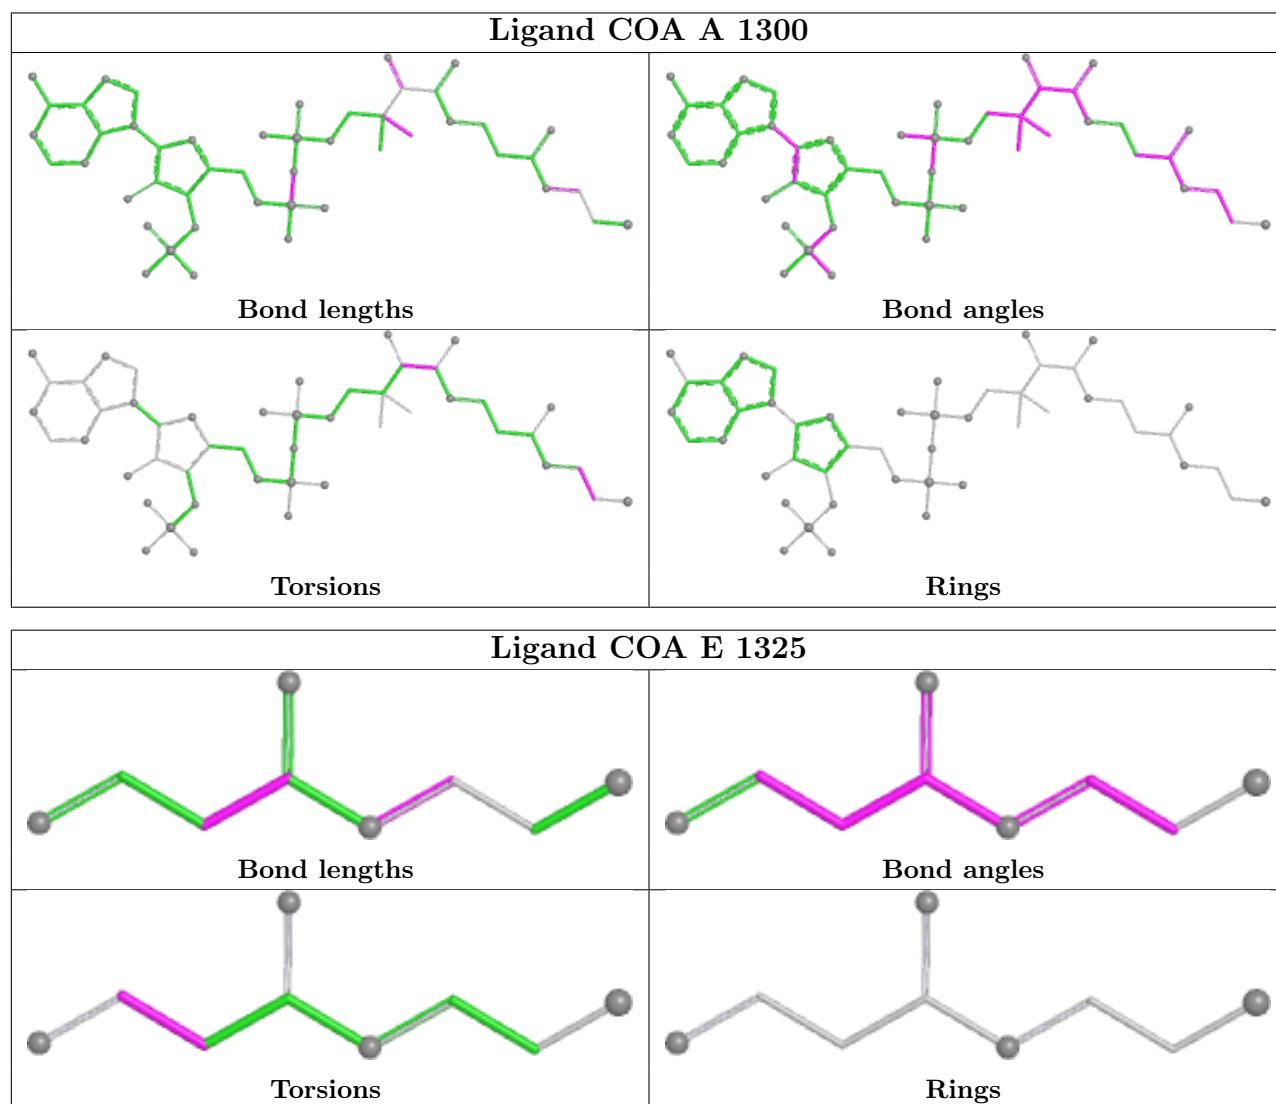 Ligand COA A 1300
Bond lengths
Bond angles
Torsions
Rings
Ligand COA E 1325
Bond lengths
Bond angles
Torsions
Rings